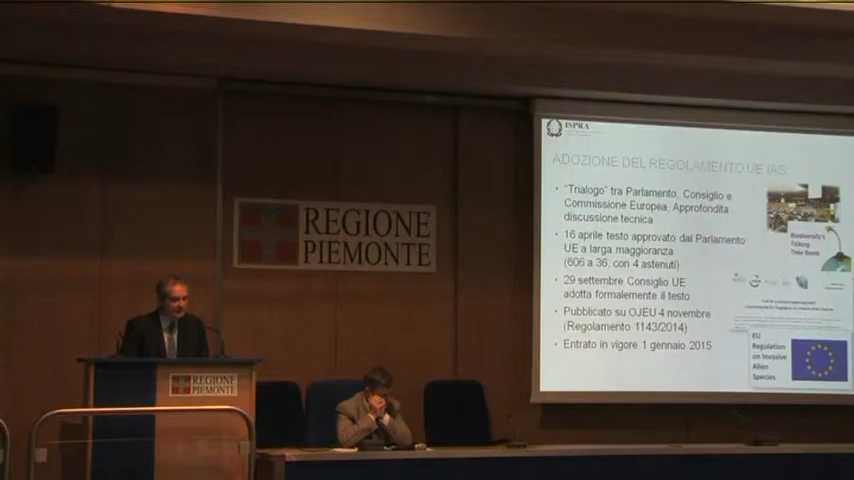 ISPRA
ADOZIONE DEL REGOLAMENTO UE IAS
• "Trialogo" tra Parlamento, Consiglio e
Commissione Europea. Approfondita
discussione tecnica
• 16 aprile testo approvato dal Parlamento
UE a larga maggioranza
(606 a 36, con 4 astenuti)
• 29 settembre Consiglio UE
adotta formalemente il testo
• Pubblicato su OJEU 4 novembre
(Regolamento 1143/2014)
• Entrato in vigore 1 gennaio 2015
Biodiversity's
Ticking
Time Bomb
EU
Regulation
on Invasive
Alien
Species
REGIONE
PIEMONTE
REGIONE
PIEMONTE